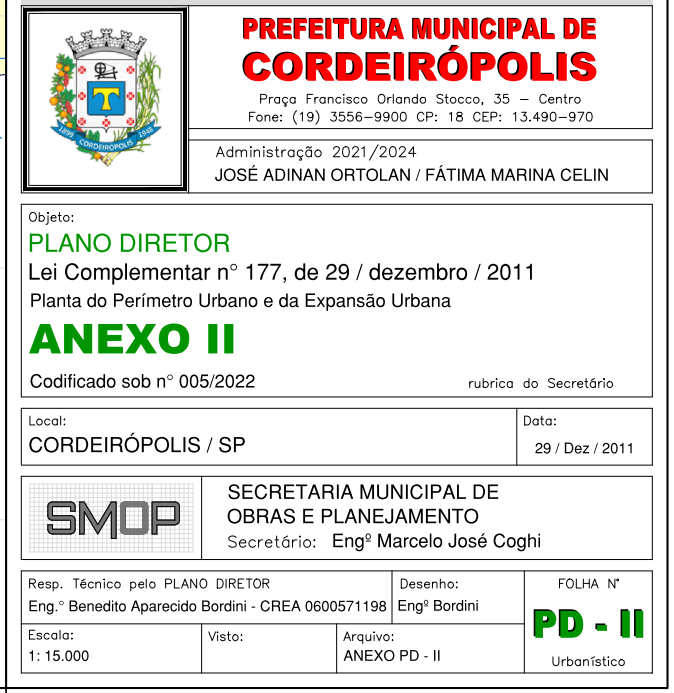 PREFEITURA MUNICIPAL DE
CORDEIRÓPOLIS
Praça Francisco Orlando Stocco, 35 – Centro
Fone: (19) 3556–9900 CP: 18 CEP: 13.490–970
1899 CORDEIRÓPOLIS 1948
Administração 2021/2024
JOSÉ ADINAN ORTOLAN / FÁTIMA MARINA CELIN
Objeto:
PLANO DIRETOR
Lei Complementar n° 177, de 29 / dezembro / 2011
Planta do Perímetro Urbano e da Expansão Urbana
ANEXO II
Codificado sob n° 005/2022
rubrica do Secretário
Local:
CORDEIRÓPOLIS / SP
Data:
29 / Dez / 2011
SMOP
SECRETARIA MUNICIPAL DE
OBRAS E PLANEJAMENTO
Secretário: Engº Marcelo José Coghi
Resp. Técnico pelo PLANO DIRETOR
Eng.° Benedito Aparecido Bordini - CREA 0600571198
Desenho:
Engº Bordini
FOLHA N°
PD - II
Urbanístico
Escala:
1: 15.000
Visto:
Arquivo:
ANEXO PD - II